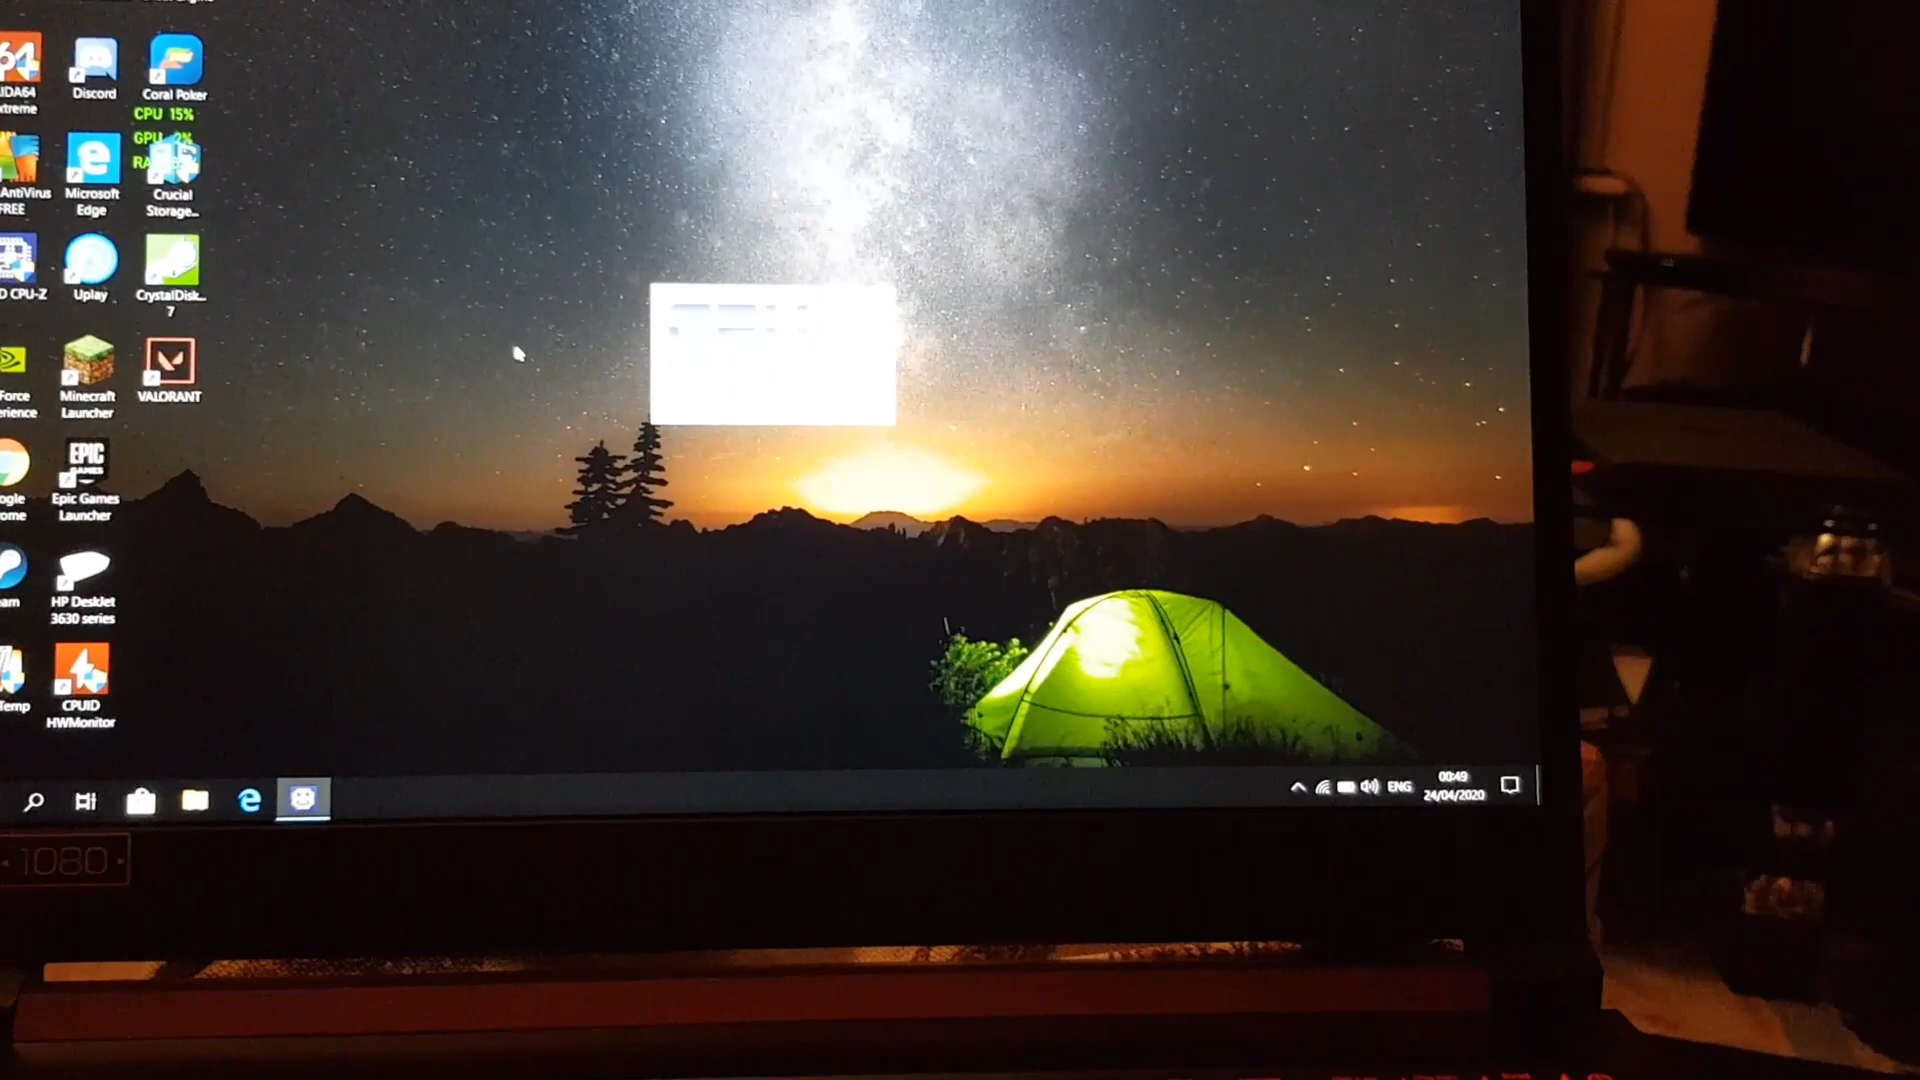 64
IDA64
xtreme
Discord
Coral Poker
CPU 15%
GPU 2%
AntiVirus
FREE
Microsoft
Edge
Crucial
Storage...
D CPU-Z
Uplay
CrystalDisk...
7
Force
erience
Minecraft
Launcher
VALORANT
ogle
ome
EPIC
GAMES
Epic Games
Launcher
eam
HP DeskJet
3630 series
Temp
CPUID
HWMonitor
ENG
00:49
24/04/2020
1080